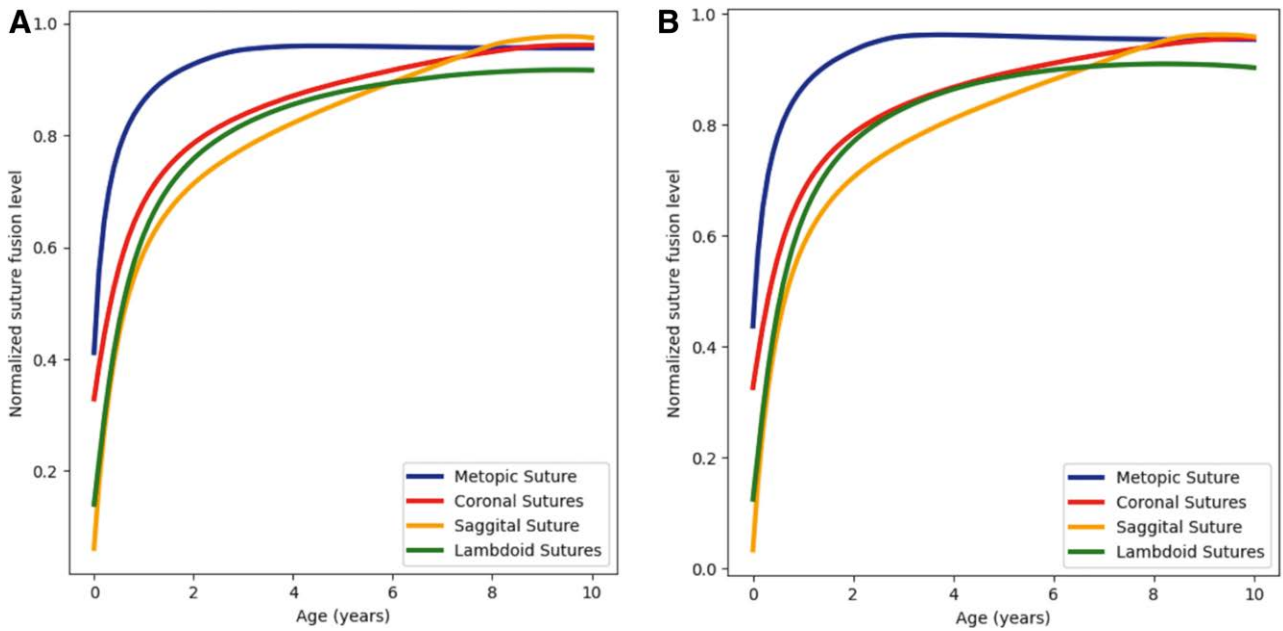 A
Normalized suture fusion level
1.0
0.8
0.6
0.4
0.2
0 2 4 6 8 10
Age (years)
Metopic Suture
Coronal Sutures
Saggital Suture
Lambdoid Sutures
B
Normalized suture fusion level
1.0
0.8
0.6
0.4
0.2
0.0
0 2 4 6 8 10
Age (years)
Metopic Suture
Coronal Sutures
Saggital Suture
Lambdoid Sutures